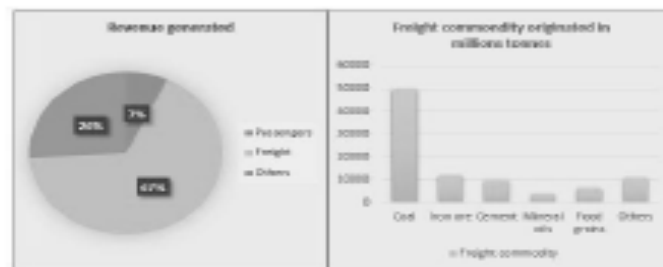 Revenue generated
7%
26%
67%
Passengers
Freight
Others
Freight commondity originated in
millions tonnes
60000
50000
40000
30000
20000
10000
0
Coal Iron ore Cement Mineral oils Food grains Others
Freight commodity